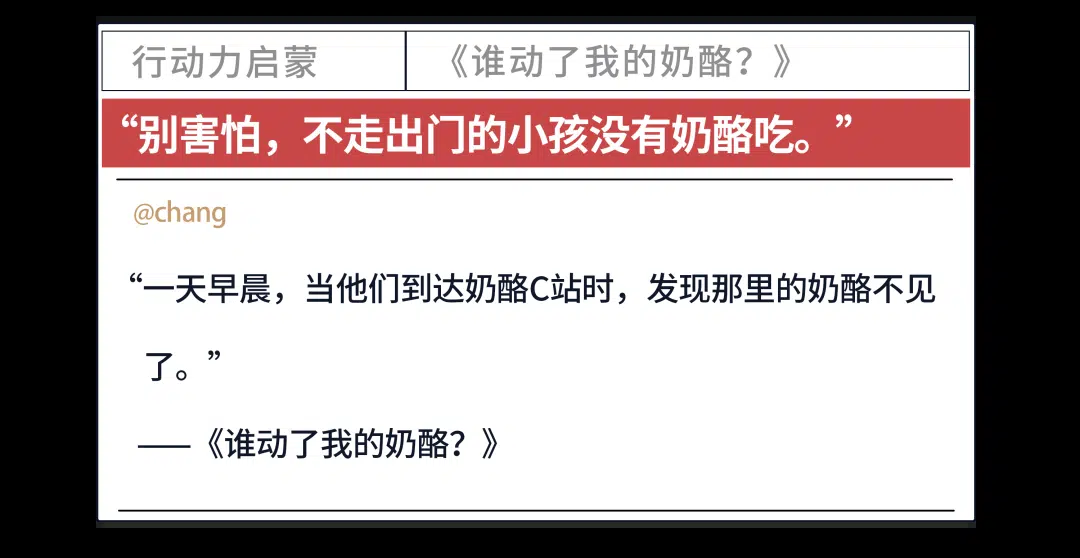 行动力启蒙 《谁动了我的奶酪？》
“别害怕，不走出门的小孩没有奶酪吃。”
@chang
“一天早晨，当他们到达奶酪C站时，发现那里的奶酪不见
了。”
——《谁动了我的奶酪？》